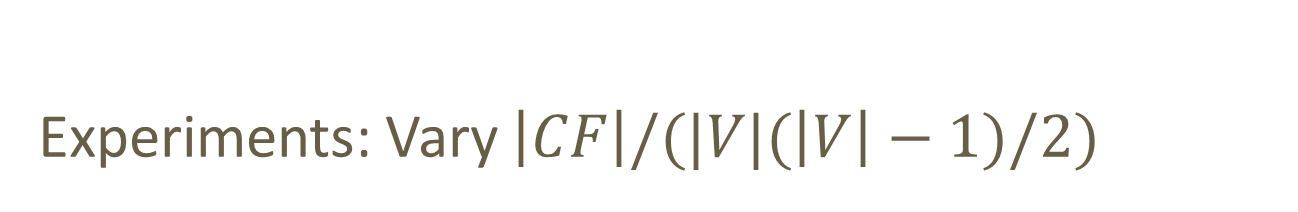 Experiments: Vary |𝐶𝐹|/(|𝑉|(|𝑉| − 1)/2)